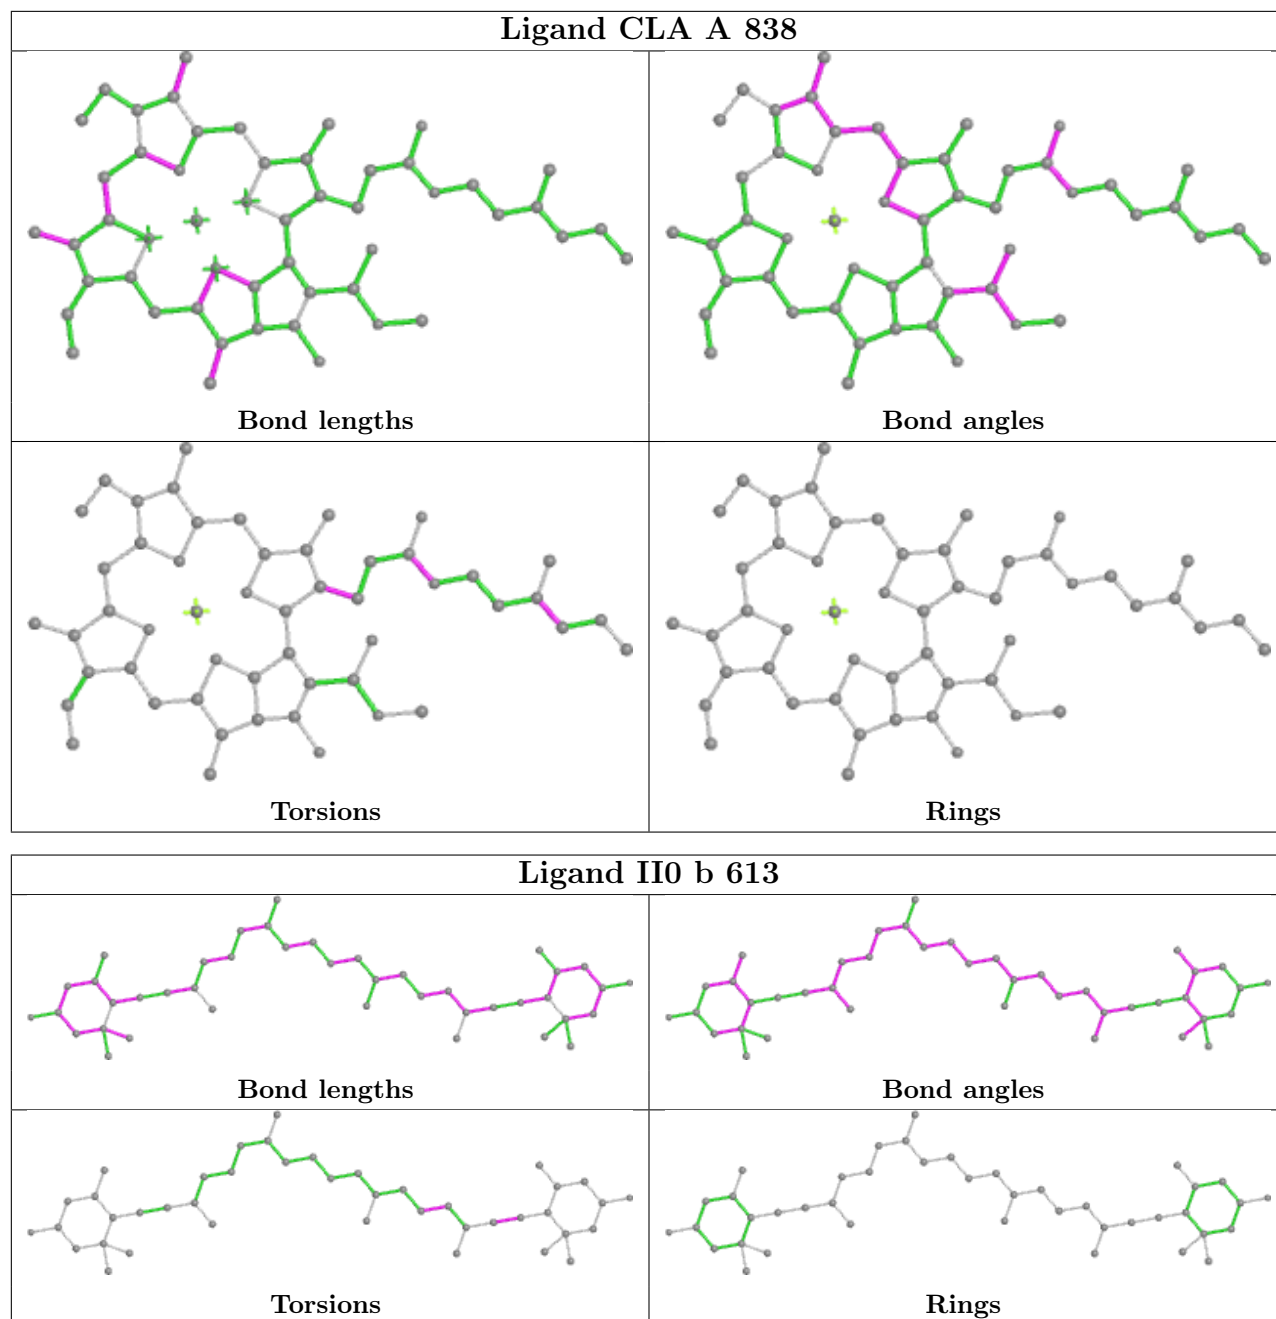 Ligand CLA A 838
Bond lengths
Bond angles
Torsions
Rings
Ligand II0 b 613
Bond lengths
Bond angles
Torsions
Rings